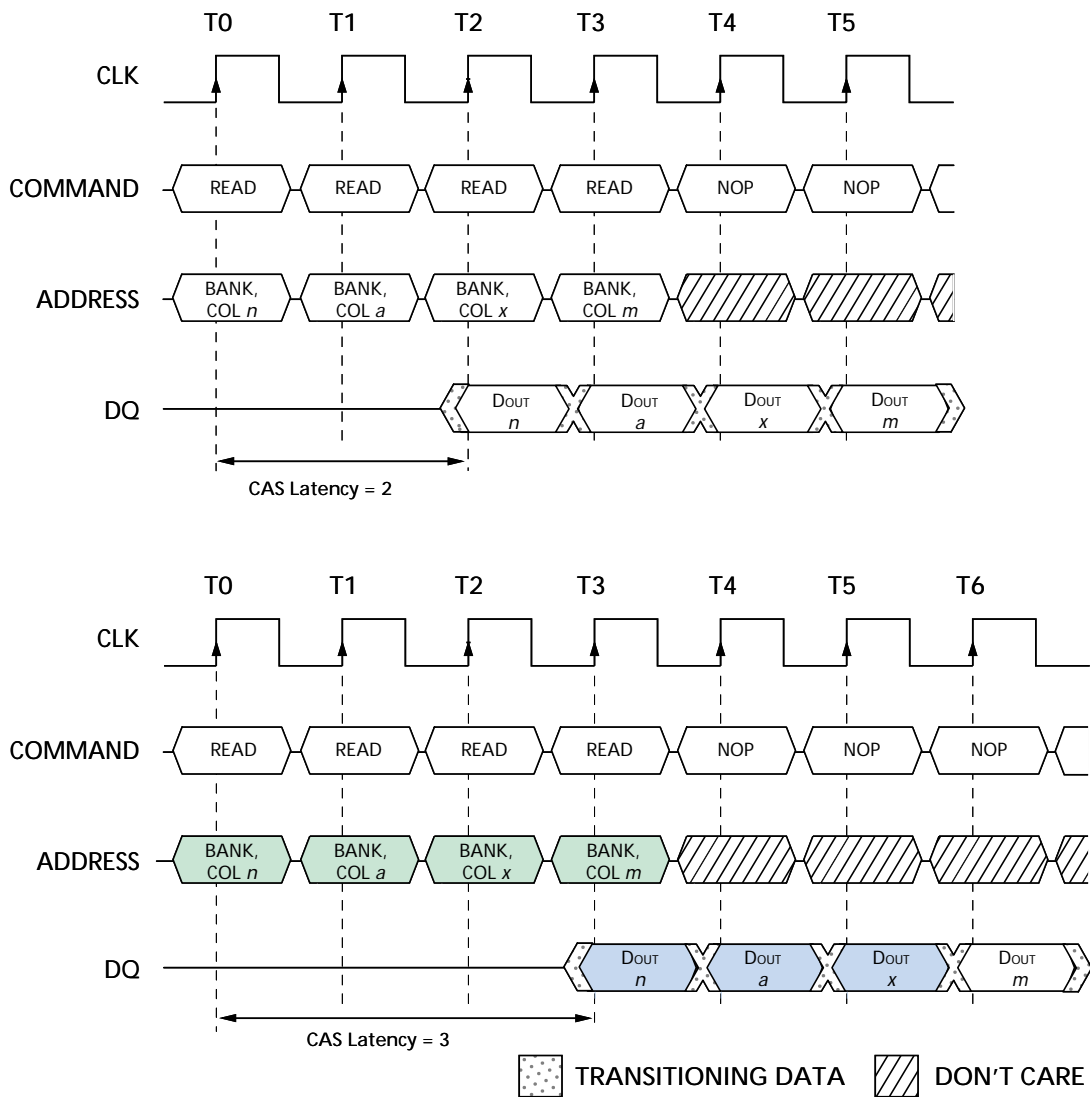 T0 T1 T2 T3 T4 T5
CLK
COMMAND READ READ READ READ NOP NOP
ADDRESS BANK, COL n BANK, COL a BANK, COL x BANK, COL m
DQ DOUT n DOUT a DOUT x DOUT m
CAS Latency = 2
T0 T1 T2 T3 T4 T5 T6
CLK
COMMAND READ READ READ READ NOP NOP NOP
ADDRESS BANK, COL n BANK, COL a BANK, COL x BANK, COL m
DQ DOUT n DOUT a DOUT x DOUT m
CAS Latency = 3
TRANSITIONING DATA DON'T CARE